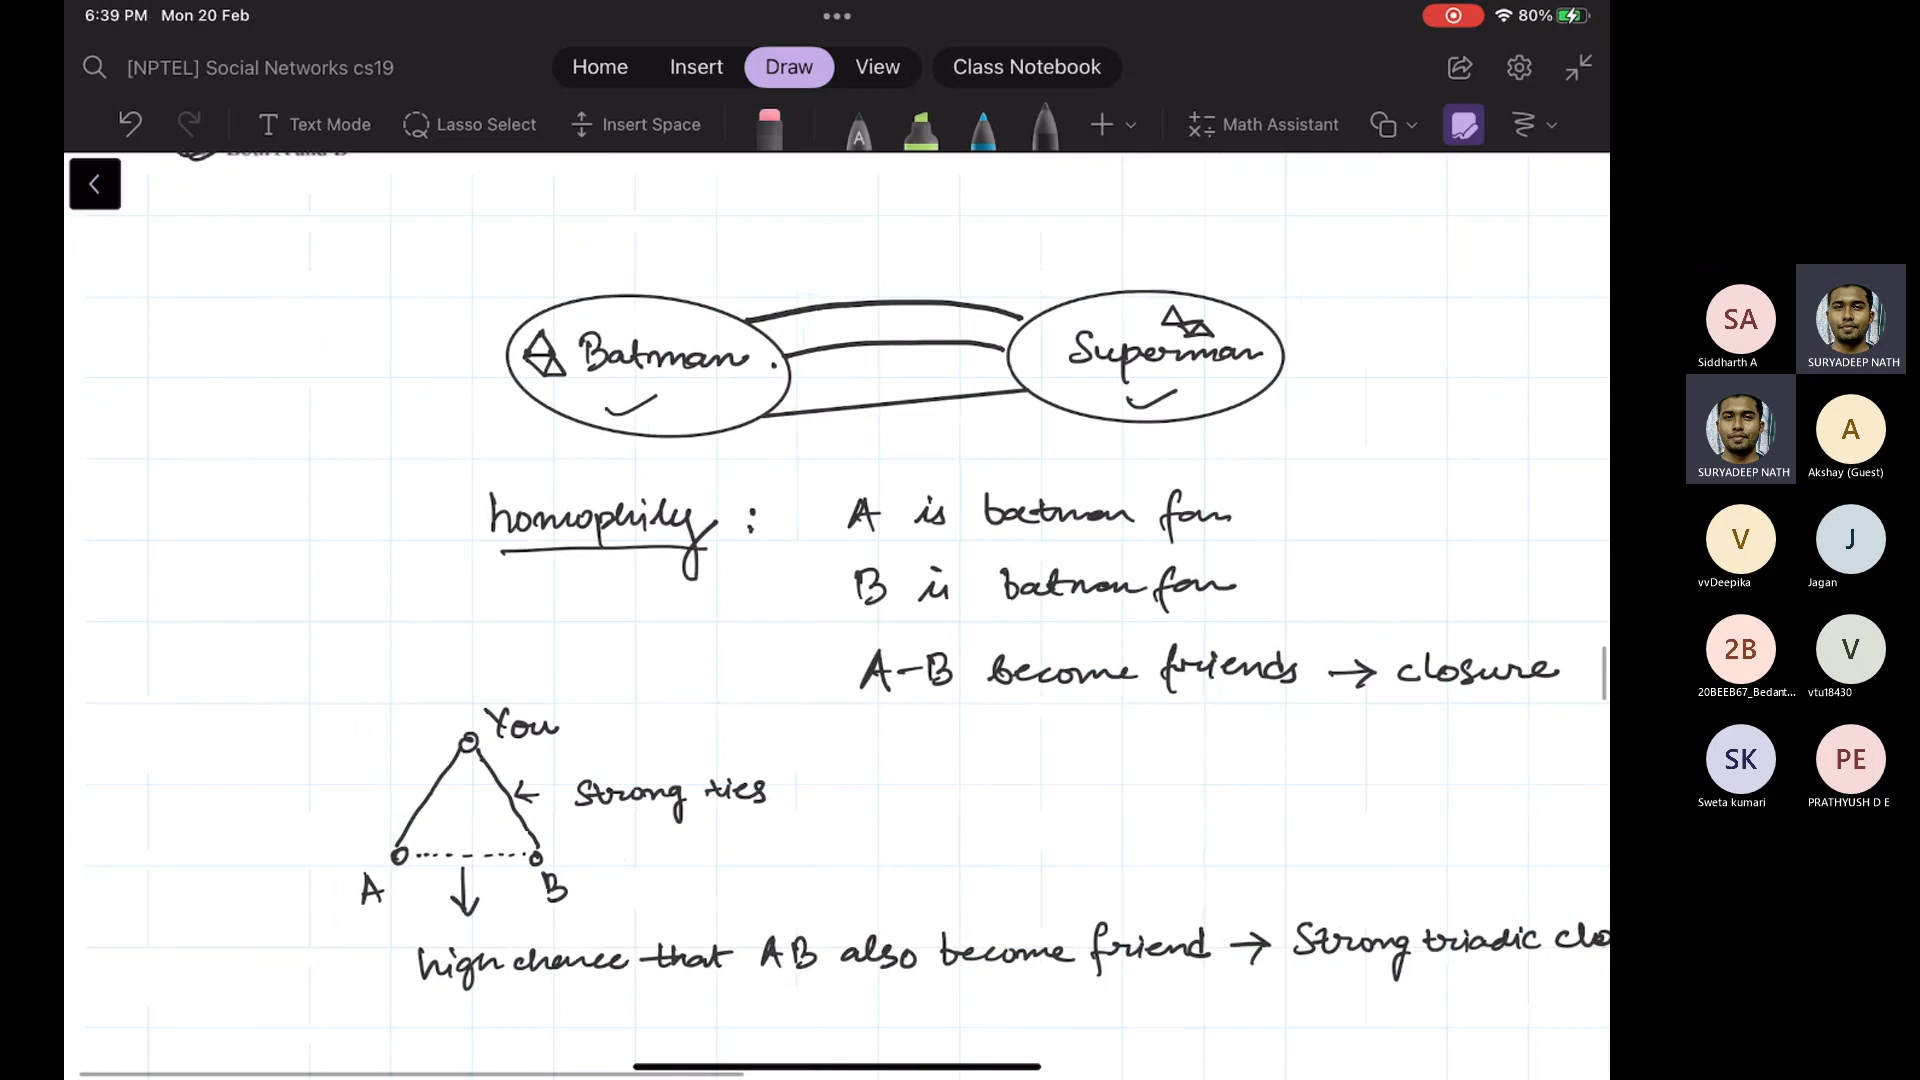 6:39 PM Mon 20 Feb
80%
[NPTEL] Social Networks cs19
Home Insert Draw View Class Notebook
Text Mode Lasso Select Insert Space Math Assistant
Batman Superman
homophily : A is batman fan
B is batman fan
A-B become friends → closure
You
← Strong ties
A B
high chance that AB also become friend → Strong triadic clo
SA
Siddharth A
SURYADEEP NATH
SURYADEEP NATH
A
Akshay (Guest)
V
vvDeepika
J
Jagan
2B
20BEEB67_Bedant...
V
vtu18430
SK
Sweta kumari
PE
PRATHYUSH D E